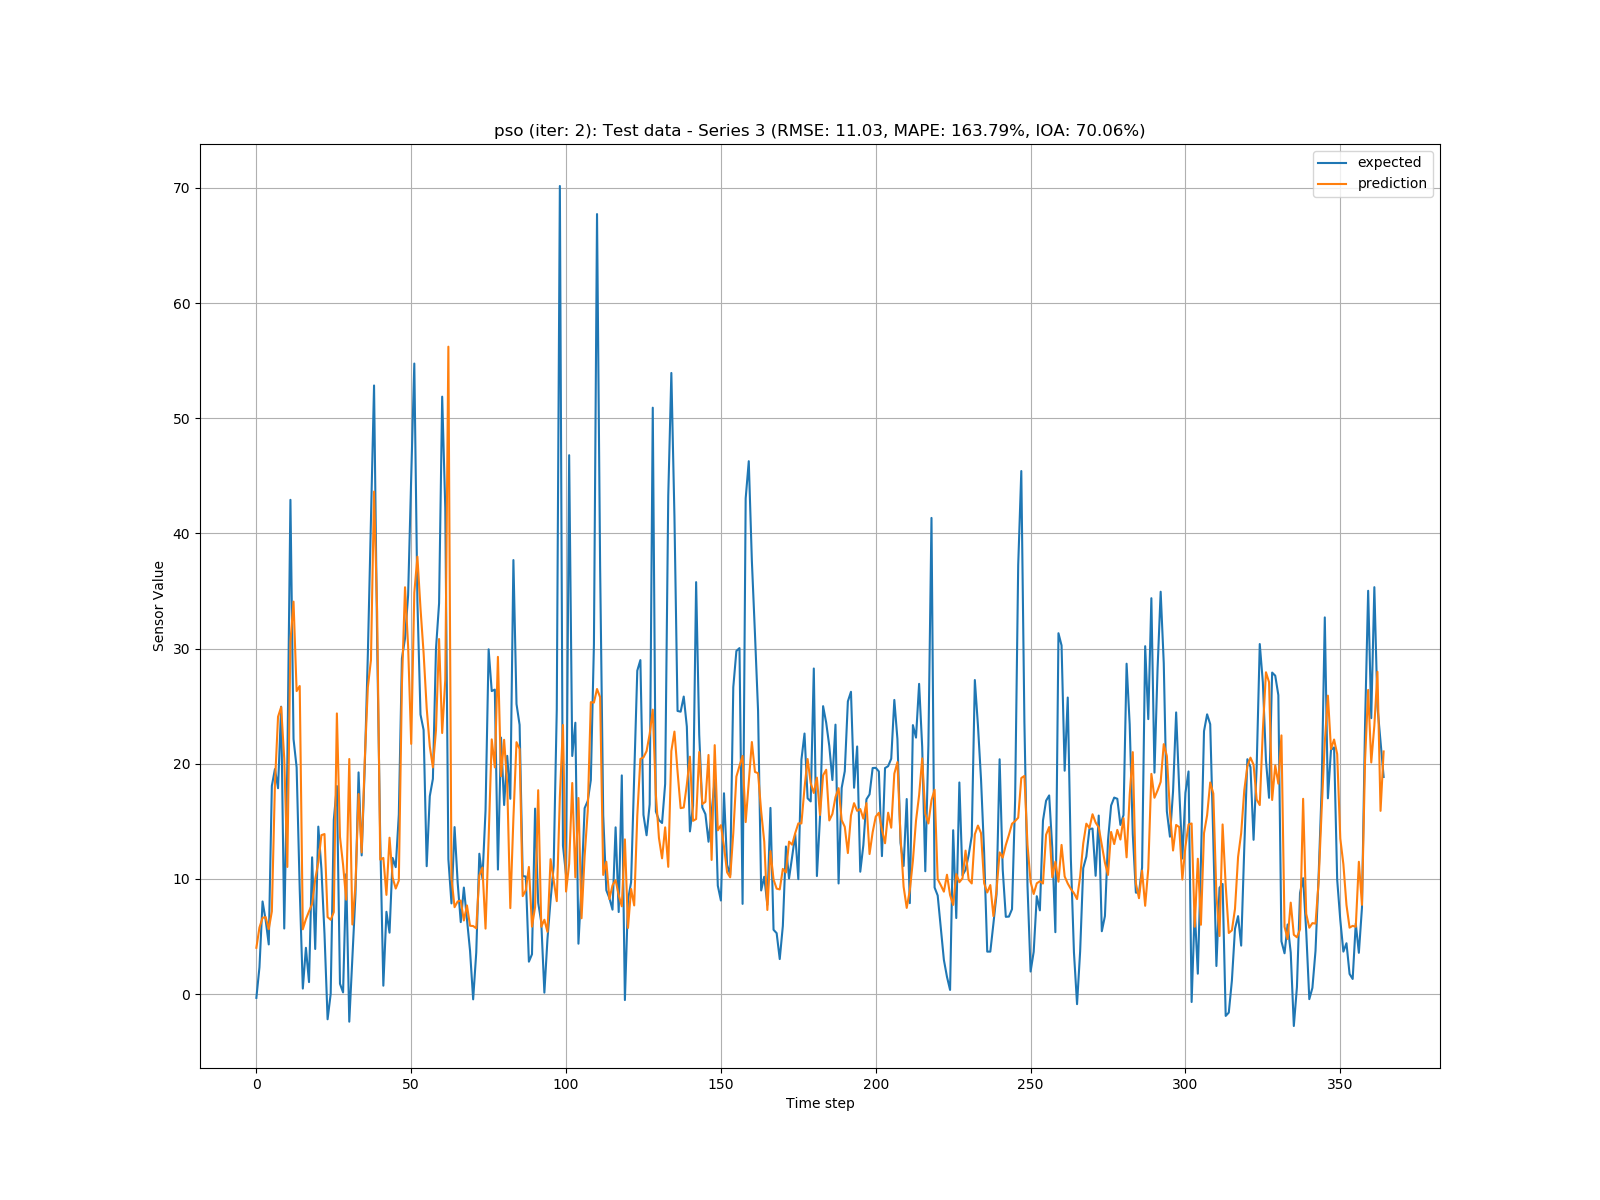 pso (iter: 2): Test data - Series 3 (RMSE: 11.03, MAPE: 163.79%, IOA: 70.06%)
expected
prediction
70
60
50
40
30
20
10
0
Sensor Value
0 50 100 150 200 250 300 350
Time step